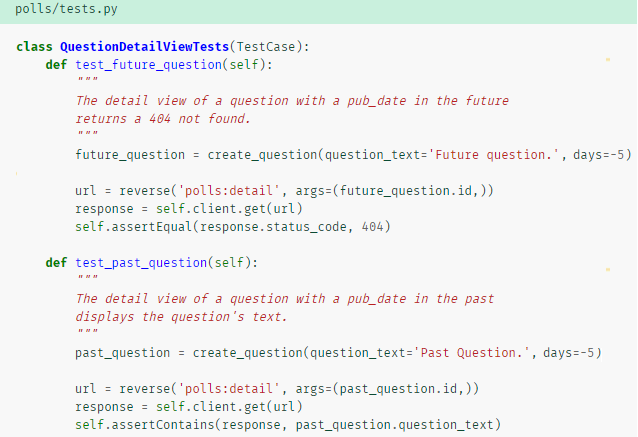 polls/tests.py
class QuestionDetailViewTests(TestCase):
    def test_future_question(self):
        """
        The detail view of a question with a pub_date in the future
        returns a 404 not found.
        """
        future_question = create_question(question_text='Future question.', days=-5)

        url = reverse('polls:detail', args=(future_question.id,))
        response = self.client.get(url)
        self.assertEqual(response.status_code, 404)

    def test_past_question(self):
        """
        The detail view of a question with a pub_date in the past
        displays the question's text.
        """
        past_question = create_question(question_text='Past Question.', days=-5)

        url = reverse('polls:detail', args=(past_question.id,))
        response = self.client.get(url)
        self.assertContains(response, past_question.question_text)